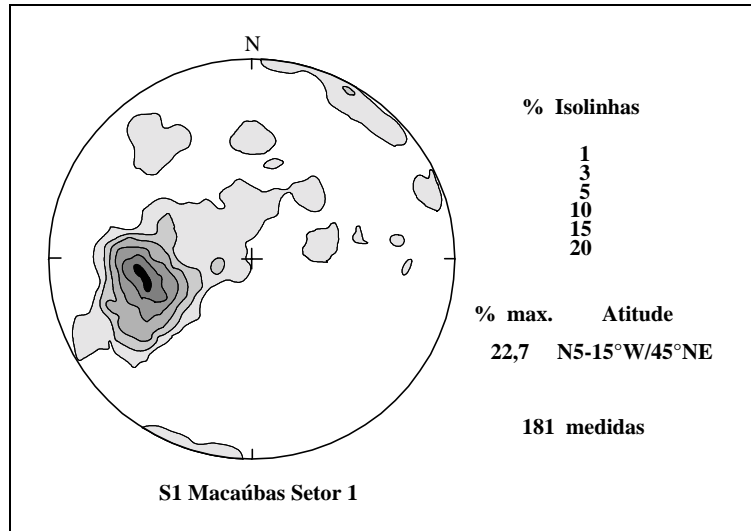 N
% Isolinhas
1
3
5
10
15
20
% max. Atitude
22,7 N5-15°W/45°NE
181 medidas
S1 Macaúbas Setor 1